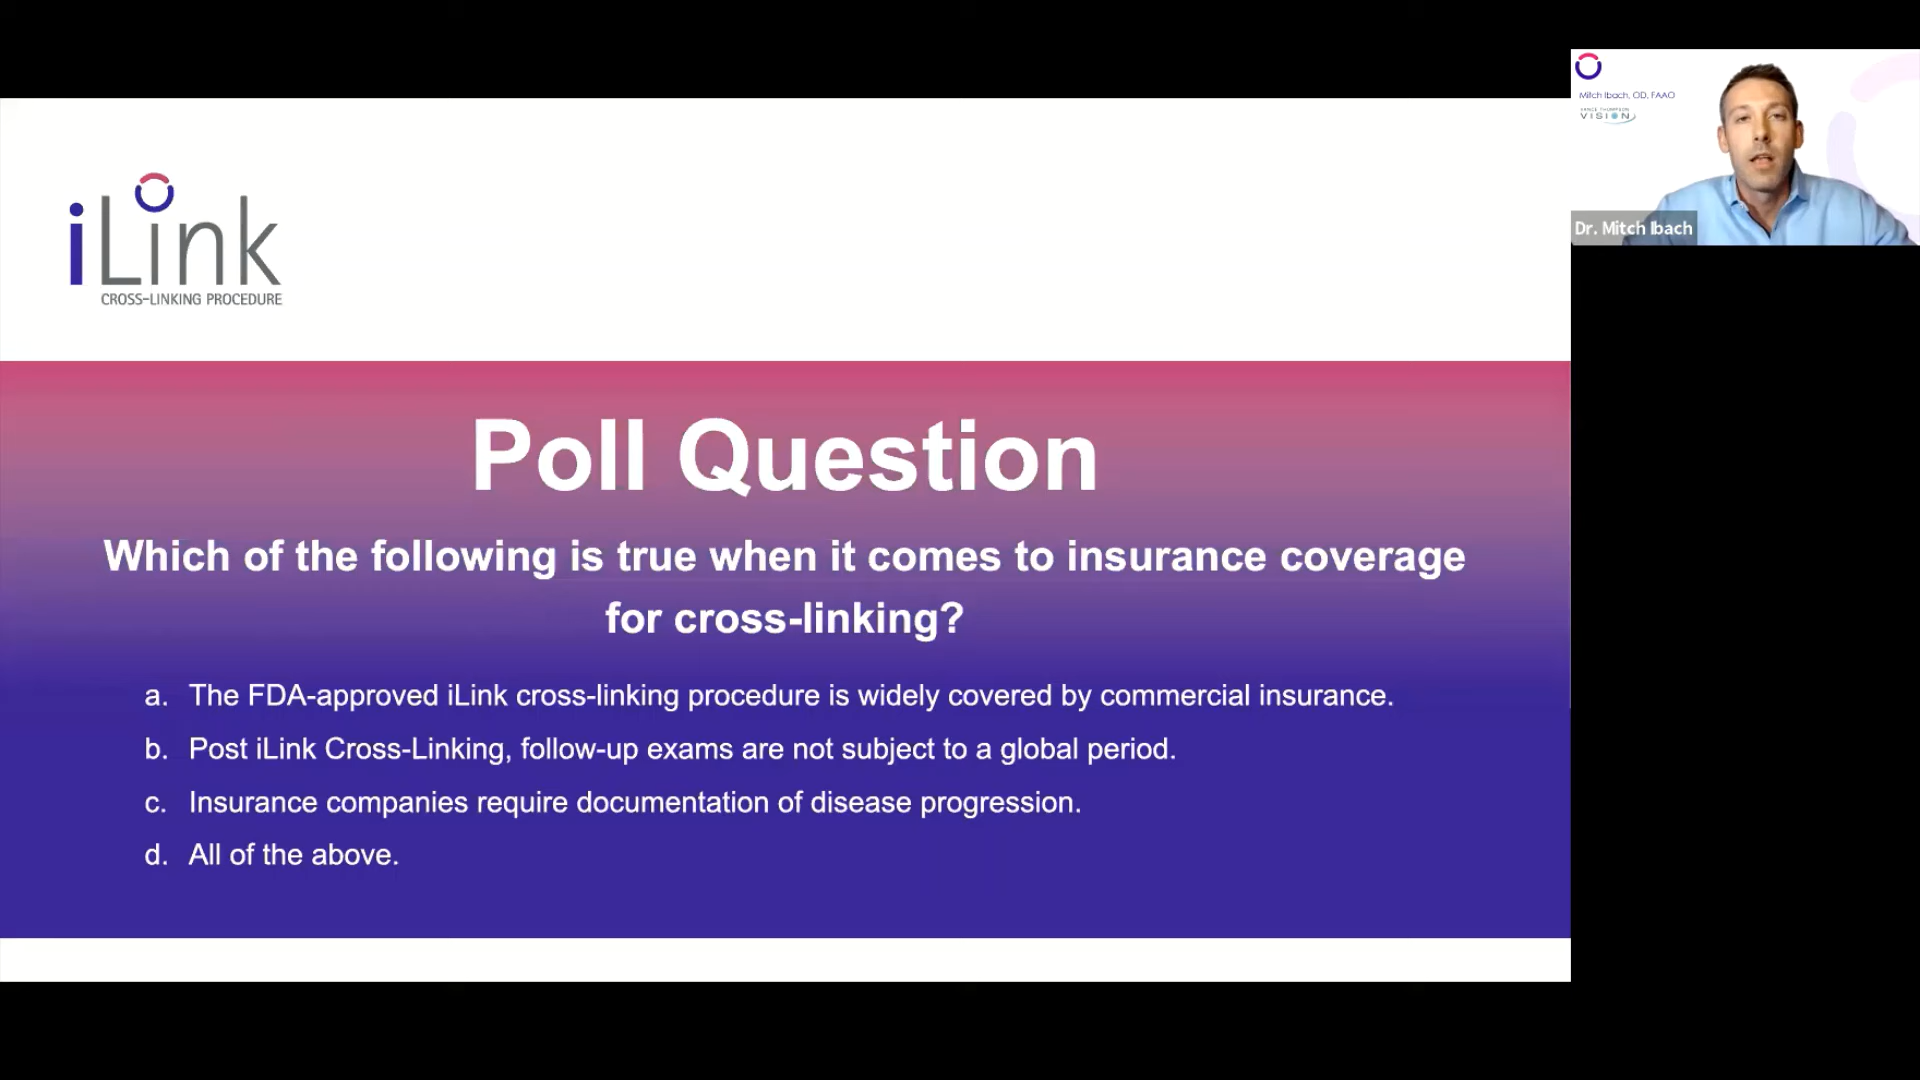 iLink
CROSS-LINKING PROCEDURE
Poll Question
Which of the following is true when it comes to insurance coverage
for cross-linking?
a. The FDA-approved iLink cross-linking procedure is widely covered by commercial insurance.
b. Post iLink Cross-Linking, follow-up exams are not subject to a global period.
c. Insurance companies require documentation of disease progression.
d. All of the above.
Mitch Ibach, OD, FAAO
VANCE THOMPSON
VISION
Dr. Mitch Ibach